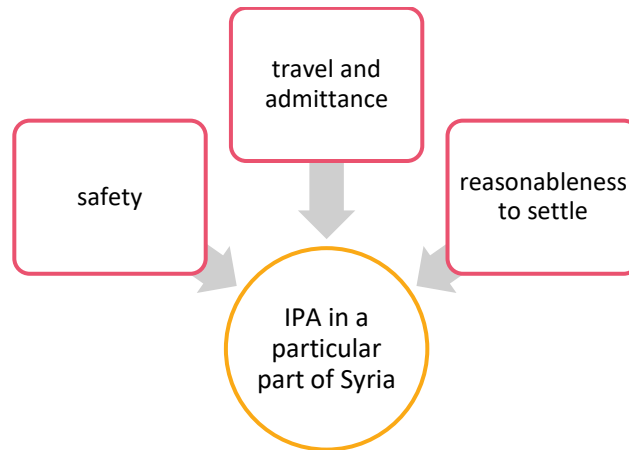 travel and
admittance
safety
reasonableness
to settle
IPA in a
particular
part of Syria